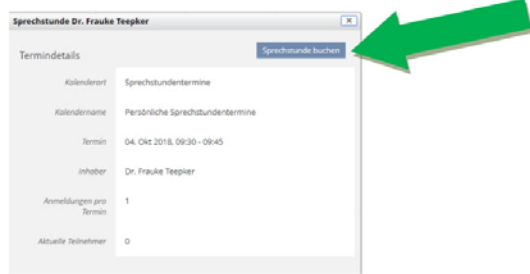 Sprechstunde Dr. Frauke Teepker
Termindetails
Sprechstunde buchen
Kalenderart Sprechstundentermine
Kalendername Persönliche Sprechstundentermine
Termin 04. Okt 2018, 09:30 - 09:45
Inhaber Dr. Frauke Teepker
Anmeldungen pro 1
Termin
Aktuelle Teilnehmer 0